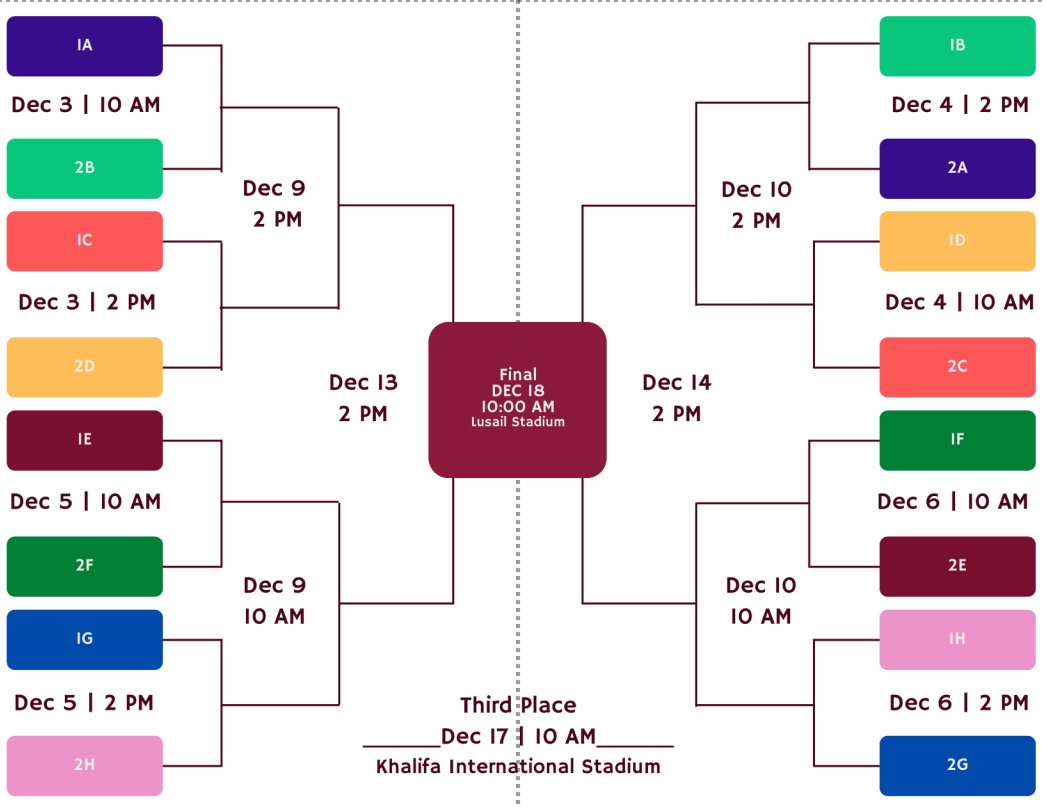 1A
Dec 3 | 10 AM
2B
Dec 9
2 PM
1C
Dec 3 | 2 PM
2D
Dec 13
2 PM
1E
Dec 5 | 10 AM
2F
Dec 9
10 AM
1G
Dec 5 | 2 PM
2H
Final
DEC 18
10:00 AM
Lusail Stadium
Third Place
Dec 17 | 10 AM
Khalifa International Stadium
1B
Dec 4 | 2 PM
2A
Dec 10
2 PM
1D
Dec 4 | 10 AM
2C
Dec 14
2 PM
1F
Dec 6 | 10 AM
2E
Dec 10
10 AM
1H
Dec 6 | 2 PM
2G